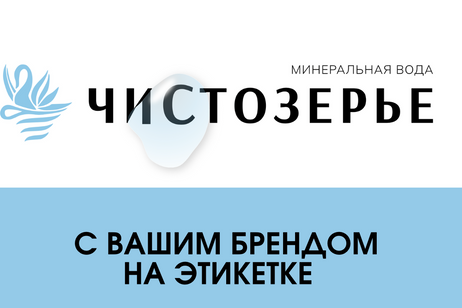 МИНЕРАЛЬНАЯ ВОДА
ЧИСТОЗЕРЬЕ
С ВАШИМ БРЕНДОМ
НА ЭТИКЕТКЕ